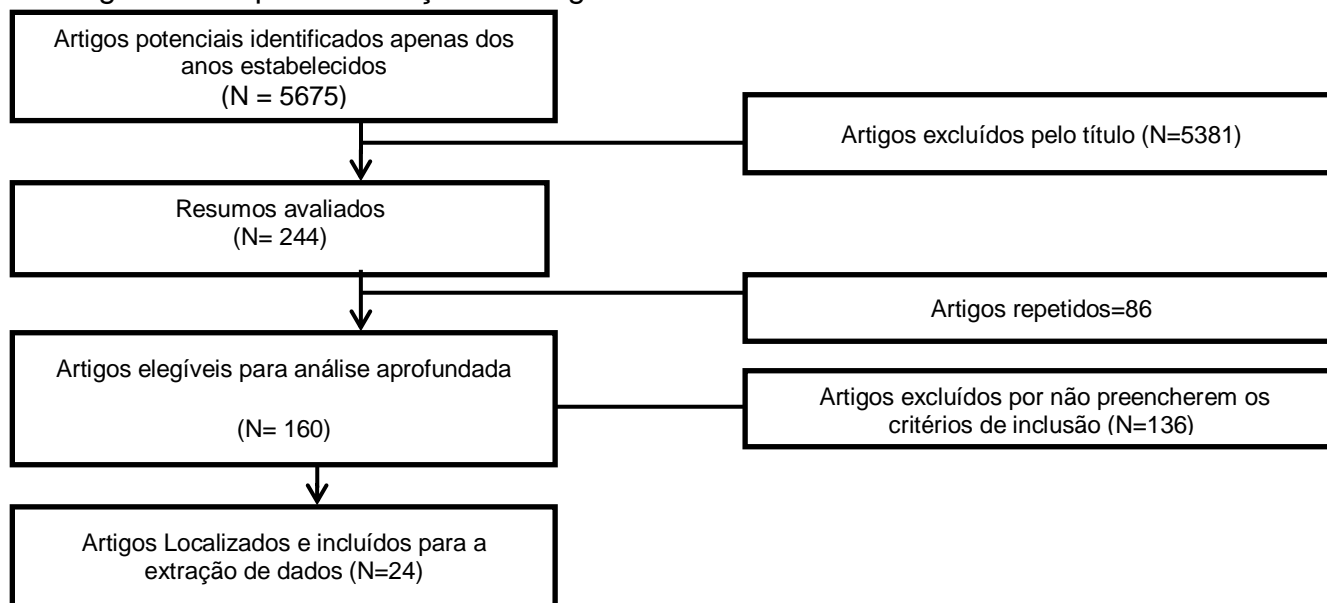 Artigos potenciais identificados apenas dos
anos estabelecidos
(N = 5675)
Artigos excluídos pelo título (N=5381)
Resumos avaliados
(N= 244)
Artigos repetidos=86
Artigos elegíveis para análise aprofundada
(N= 160)
Artigos excluídos por não preencherem os
critérios de inclusão (N=136)
Artigos Localizados e incluídos para a
extração de dados (N=24)